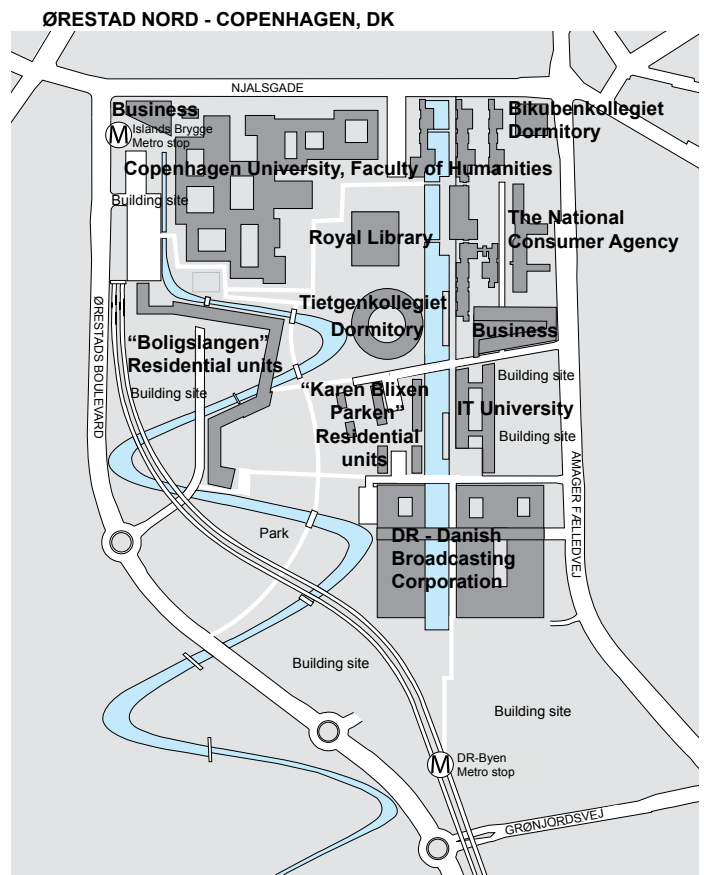 ØRESTAD NORD - COPENHAGEN, DK
NJALSGADE
Business
M
Islands Brygge
Metro stop
Bikubenkollegiet
Dormitory
Copenhagen University, Faculty of Humanities
Building site
The National
Consumer Agency
Royal Library
Tietgenkollegiet
Dormitory
Business
ØRESTADS BOULEVARD
"Boligslangen"
Residential units
Building site
"Karen Blixen
Parken"
Residential
units
Building site
IT University
Building site
AMAGER FÆLLEDVEJ
Park
DR - Danish
Broadcasting
Corporation
Building site
Building site
M
DR-Byen
Metro stop
GRØNJORDSVEJ